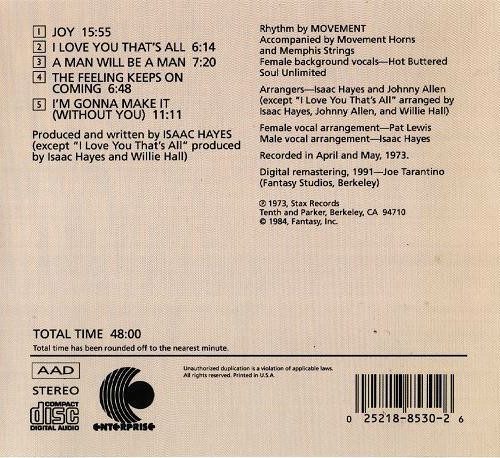 1 JOY 15:55
2 I LOVE YOU THAT'S ALL 6:14
3 A MAN WILL BE A MAN 7:20
4 THE FEELING KEEPS ON
COMING 6:48
5 I'M GONNA MAKE IT
(WITHOUT YOU) 11:11
Produced and written by ISAAC HAYES
(except "I Love You That's All" produced
by Isaac Hayes and Willie Hall)
Rhythm by MOVEMENT
Accompanied by Movement Horns
and Memphis Strings
Female background vocals—Hot Buttered
Soul Unlimited
Arrangers—Isaac Hayes and Johnny Allen
(except "I Love You That's All" arranged by
Isaac Hayes, Johnny Allen, and Willie Hall)
Female vocal arrangement—Pat Lewis
Male vocal arrangement—Isaac Hayes
Recorded in April and May, 1973.
Digital remastering, 1991—Joe Tarantino
(Fantasy Studios, Berkeley)
℗ 1973, Stax Records
Tenth and Parker, Berkeley, CA 94710
© 1984, Fantasy, Inc.
TOTAL TIME 48:00
Total time has been rounded off to the nearest minute.
AAD
STEREO
COMPACT
disc
DIGITAL AUDIO
ENTERPRISE
Unauthorized duplication is a violation of applicable laws.
All rights reserved. Printed in U.S.A.
0 25218-8530-2 6